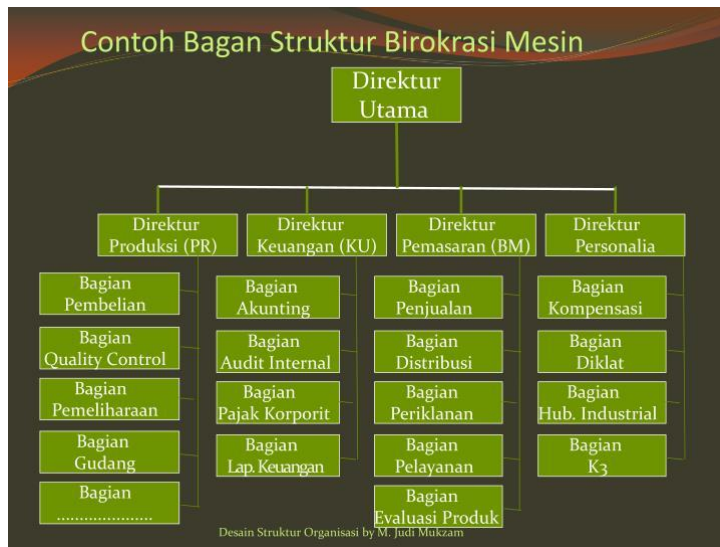 Contoh Bagan Struktur Birokrasi Mesin
Direktur
Utama
Direktur
Produksi (PR)
Direktur
Keuangan (KU)
Direktur
Pemasaran (BM)
Direktur
Personalia
Bagian
Pembelian
Bagian
Quality Control
Bagian
Pemeliharaan
Bagian
Gudang
Bagian
.....................
Bagian
Akunting
Bagian
Audit Internal
Bagian
Pajak Korporit
Bagian
Lap. Keuangan
Bagian
Penjualan
Bagian
Distribusi
Bagian
Periklanan
Bagian
Pelayanan
Bagian
Evaluasi Produk
Bagian
Kompensasi
Bagian
Diklat
Bagian
Hub. Industrial
Bagian
K3
Desain Struktur Organisasi by M. Judi Mukzam